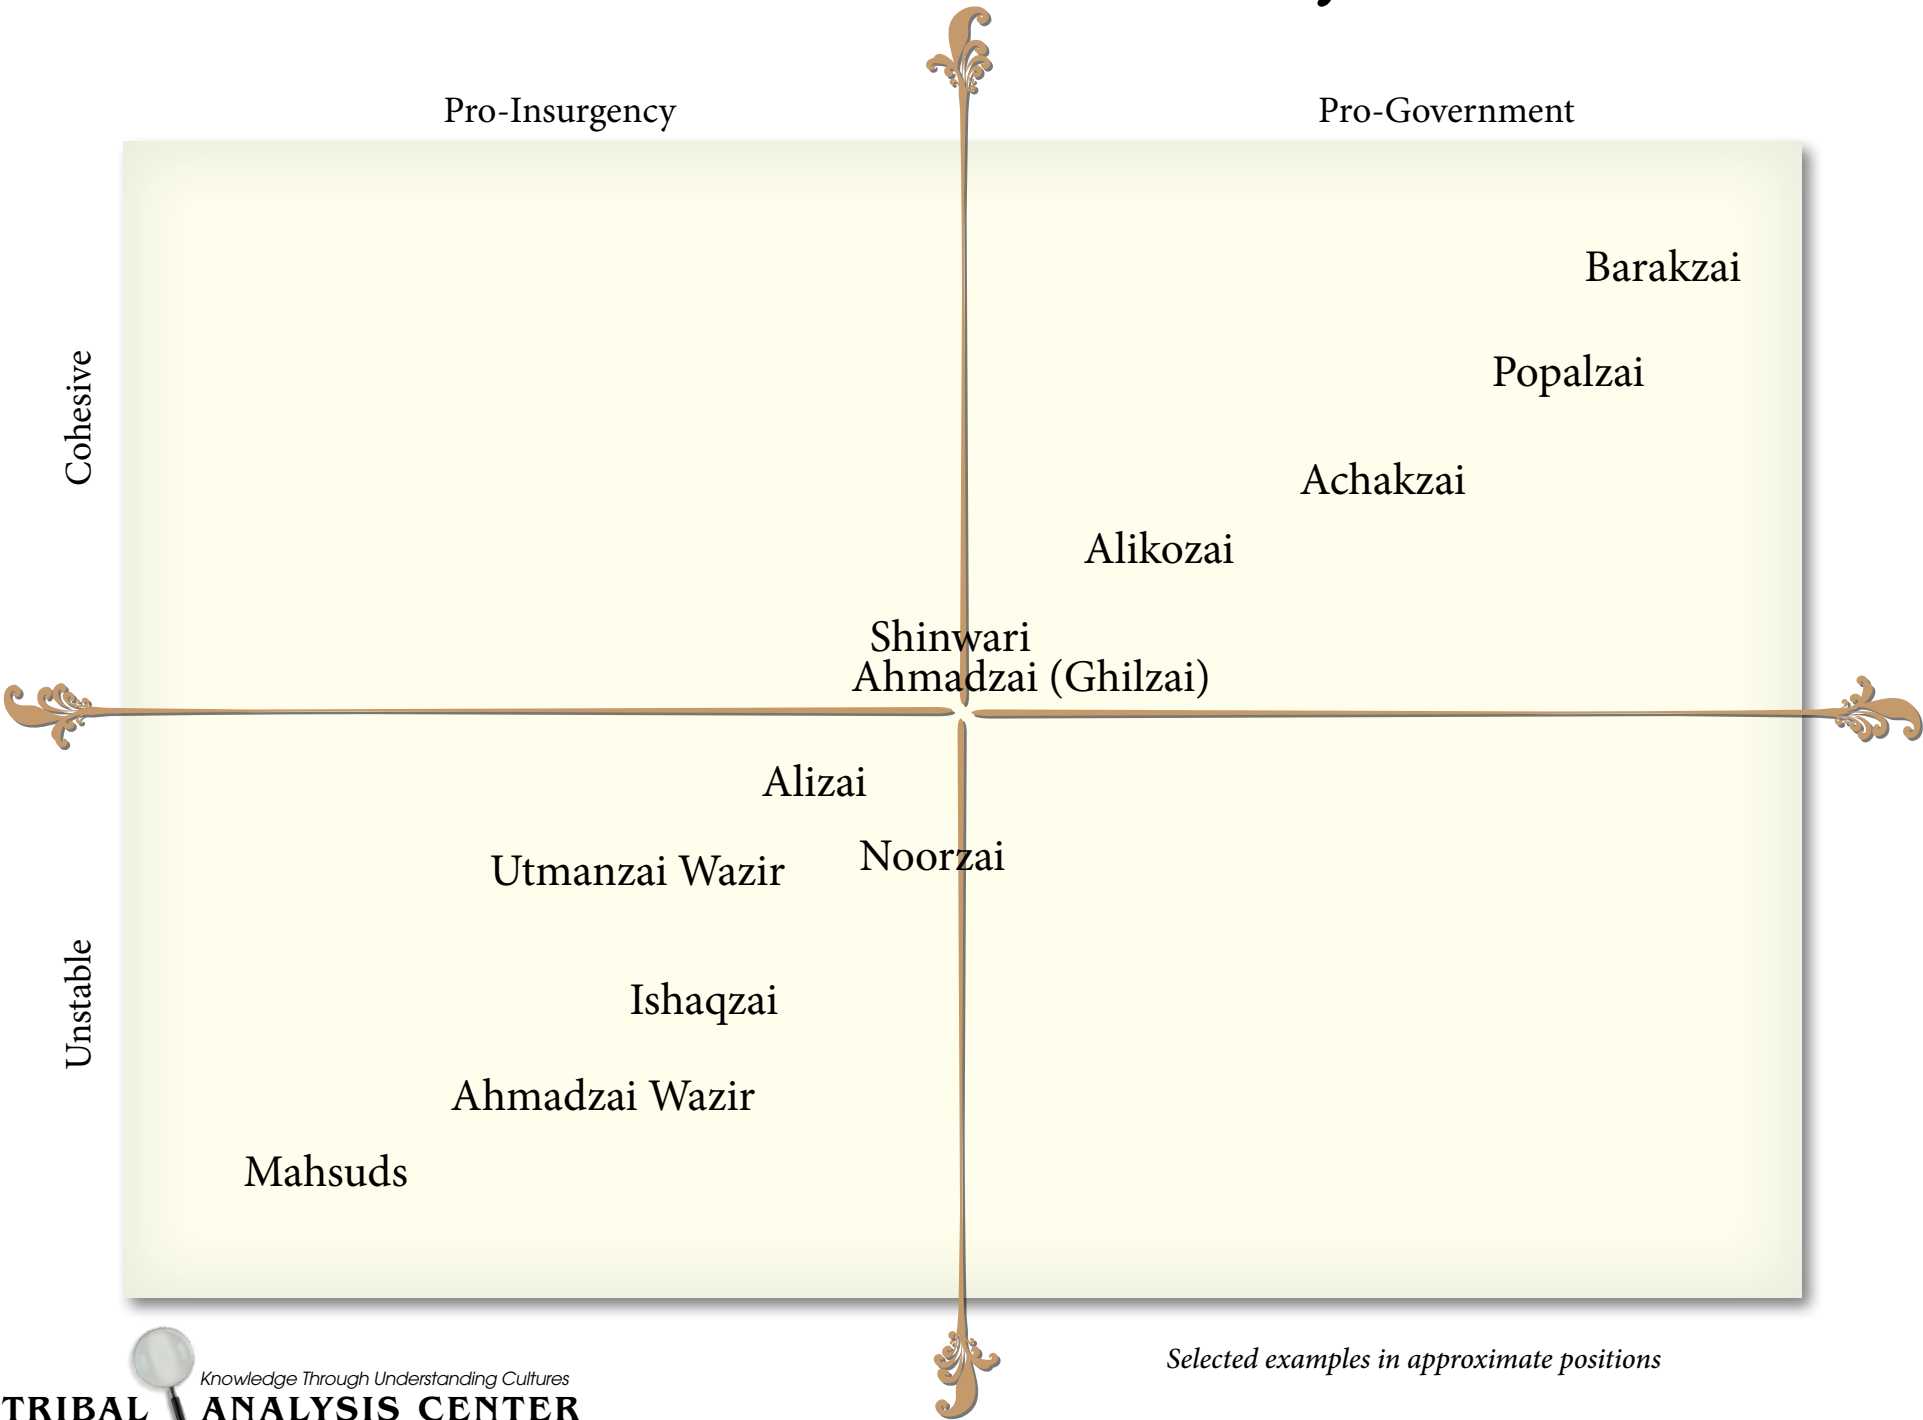 Pro-Insurgency
Pro-Government
Cohesive
Unstable
Barakzai
Popalzai
Achakzai
Alikozai
Shinwari
Ahmadzai (Ghilzai)
Alizai
Noorzai
Utmanzai Wazir
Ishaqzai
Ahmadzai Wazir
Mahsuds
Selected examples in approximate positions
Knowledge Through Understanding Cultures
TRIBAL ANALYSIS CENTER